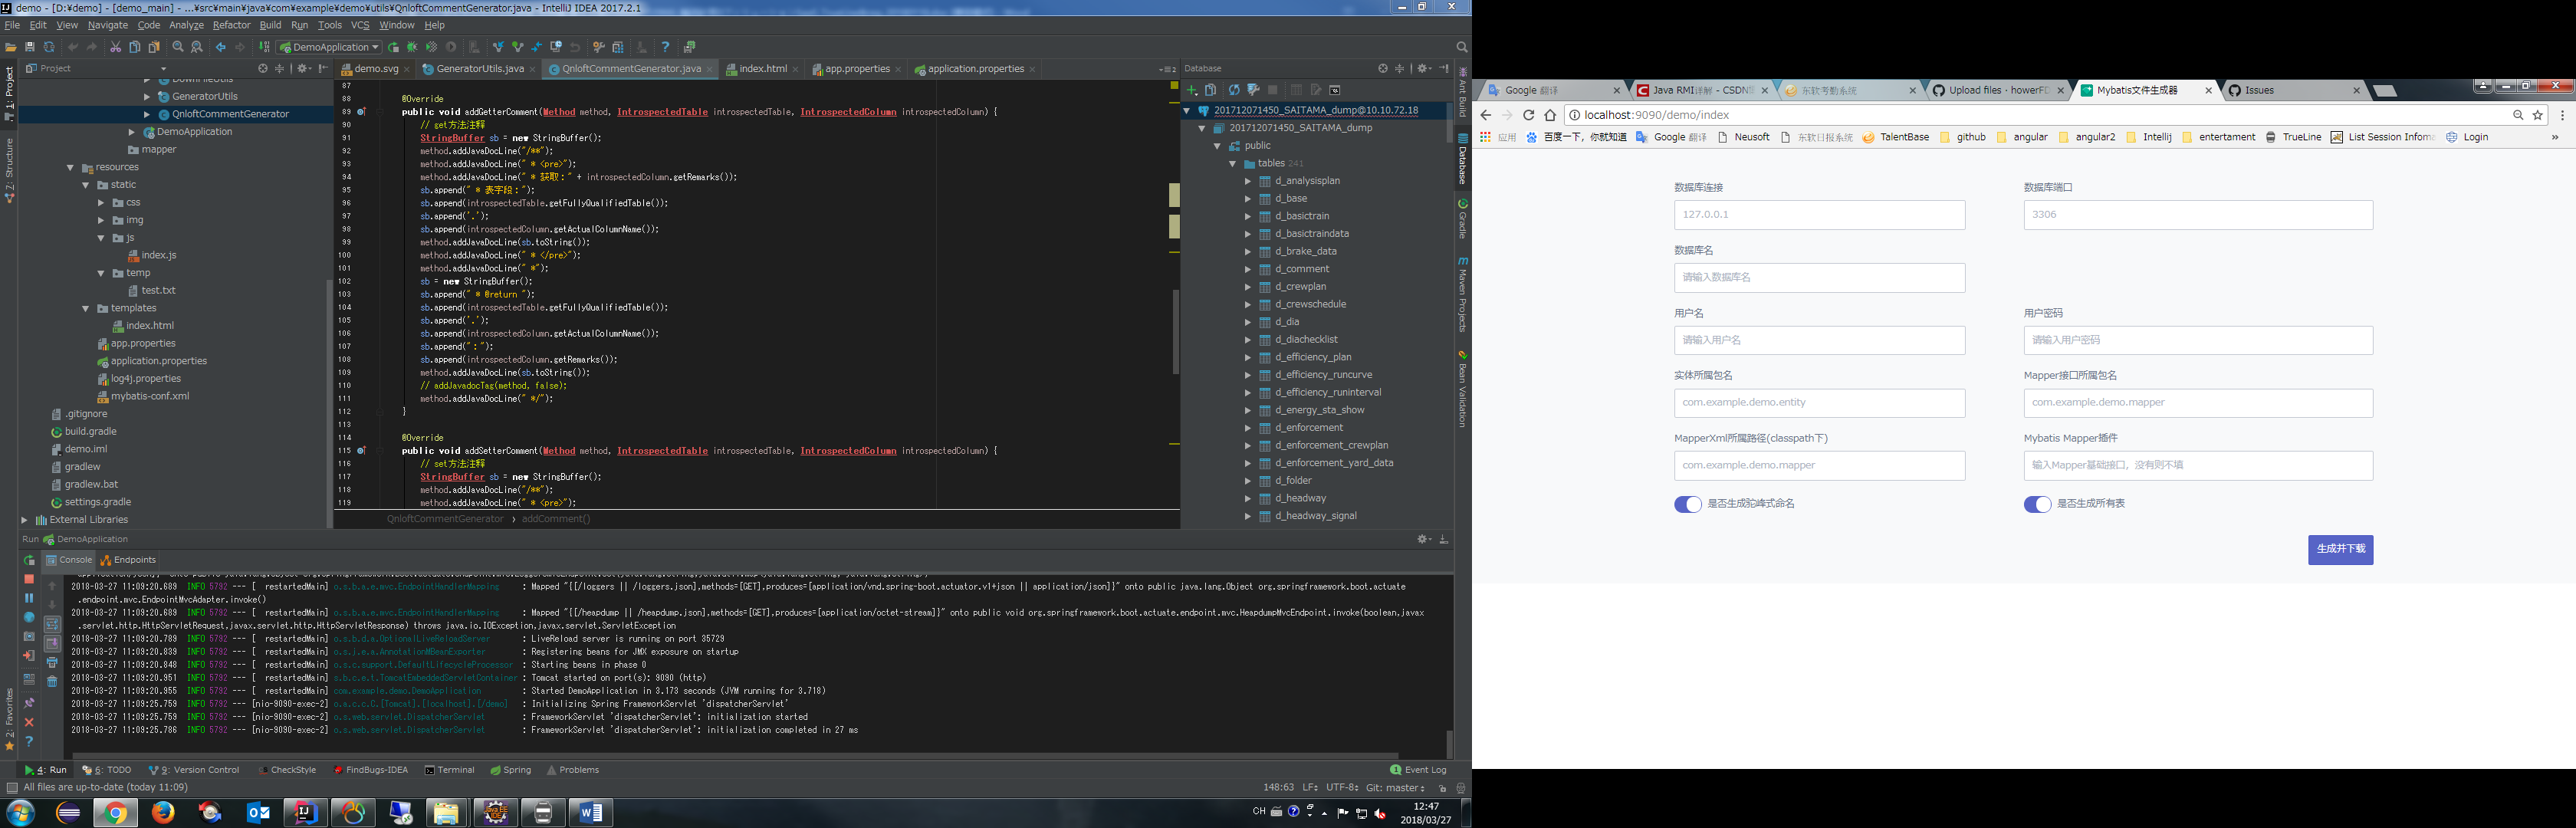 demo - [D:¥demo] - [demo_main] - ...¥src¥main¥java¥com¥example¥demo¥utils¥QnloftCommentGenerator.java - IntelliJ IDEA 2017.2.1
File Edit View Navigate Code Analyze Refactor Build Run Tools VCS Window Help
DemoApplication
Project
demo.svg GeneratorUtils.java QnloftCommentGenerator.java index.html app.properties application.properties
1: Project
7: Structure
2: Favorites
DownFileUtils
GeneratorUtils
QnloftCommentGenerator
DemoApplication
mapper
resources
static
css
img
js
index.js
temp
test.txt
templates
index.html
app.properties
application.properties
log4j.properties
mybatis-conf.xml
.gitignore
build.gradle
demo.iml
gradlew
gradlew.bat
settings.gradle
External Libraries
87
88 @Override
89 public void addGetterComment(Method method, IntrospectedTable introspectedTable, IntrospectedColumn introspectedColumn) {
90 // get方法注释
91 StringBuffer sb = new StringBuffer();
92 method.addJavaDocLine("/**");
93 method.addJavaDocLine(" * <pre>");
94 method.addJavaDocLine(" * 获取：" + introspectedColumn.getRemarks());
95 sb.append(" * 表字段：");
96 sb.append(introspectedTable.getFullyQualifiedTable());
97 sb.append('.');
98 sb.append(introspectedColumn.getActualColumnName());
99 method.addJavaDocLine(sb.toString());
100 method.addJavaDocLine(" * </pre>");
101 method.addJavaDocLine(" *");
102 sb = new StringBuffer();
103 sb.append(" * @return ");
104 sb.append(introspectedTable.getFullyQualifiedTable());
105 sb.append('.');
106 sb.append(introspectedColumn.getActualColumnName());
107 sb.append("：");
108 sb.append(introspectedColumn.getRemarks());
109 method.addJavaDocLine(sb.toString());
110 // addJavadocTag(method, false);
111 method.addJavaDocLine(" */");
112 }
113
114 @Override
115 public void addSetterComment(Method method, IntrospectedTable introspectedTable, IntrospectedColumn introspectedColumn) {
116 // set方法注释
117 StringBuffer sb = new StringBuffer();
118 method.addJavaDocLine("/**");
119 method.addJavaDocLine(" * <pre>");
QnloftCommentGenerator › addComment()
Database
201712071450_SAITAMA_dump@10.10.72.18
201712071450_SAITAMA_dump
public
tables 241
d_analysisplan
d_base
d_basictrain
d_basictraindata
d_brake_data
d_comment
d_crewplan
d_crewschedule
d_dia
d_diachecklist
d_efficiency_plan
d_efficiency_runcurve
d_efficiency_runinterval
d_energy_sta_show
d_enforcement
d_enforcement_crewplan
d_enforcement_yard_data
d_folder
d_headway
d_headway_signal
Ant Build
Database
Gradle
Maven Projects
Bean Validation
Run DemoApplication
Console Endpoints
2018-03-27 11:09:20.689 INFO 5792 --- [ restartedMain] o.s.b.a.e.mvc.EndpointHandlerMapping : Mapped "{[/loggers || /loggers.json],methods=[GET],produces=[application/vnd.spring-boot.actuator.v1+json || application/json]}" onto public java.lang.Object org.springframework.boot.actuate
.endpoint.mvc.EndpointMvcAdapter.invoke()
2018-03-27 11:09:20.689 INFO 5792 --- [ restartedMain] o.s.b.a.e.mvc.EndpointHandlerMapping : Mapped "{[/heapdump || /heapdump.json],methods=[GET],produces=[application/octet-stream]}" onto public void org.springframework.boot.actuate.endpoint.mvc.HeapdumpMvcEndpoint.invoke(boolean,javax
.servlet.http.HttpServletRequest,javax.servlet.http.HttpServletResponse) throws java.io.IOException,javax.servlet.ServletException
2018-03-27 11:09:20.789 INFO 5792 --- [ restartedMain] o.s.b.d.a.OptionalLiveReloadServer : LiveReload server is running on port 35729
2018-03-27 11:09:20.839 INFO 5792 --- [ restartedMain] o.s.j.e.a.AnnotationMBeanExporter : Registering beans for JMX exposure on startup
2018-03-27 11:09:20.848 INFO 5792 --- [ restartedMain] o.s.c.support.DefaultLifecycleProcessor : Starting beans in phase 0
2018-03-27 11:09:20.951 INFO 5792 --- [ restartedMain] s.b.c.e.t.TomcatEmbeddedServletContainer : Tomcat started on port(s): 9090 (http)
2018-03-27 11:09:20.955 INFO 5792 --- [ restartedMain] com.example.demo.DemoApplication : Started DemoApplication in 3.173 seconds (JVM running for 3.718)
2018-03-27 11:09:25.759 INFO 5792 --- [nio-9090-exec-2] o.a.c.c.C.[Tomcat].[localhost].[/demo] : Initializing Spring FrameworkServlet 'dispatcherServlet'
2018-03-27 11:09:25.759 INFO 5792 --- [nio-9090-exec-2] o.s.web.servlet.DispatcherServlet : FrameworkServlet 'dispatcherServlet': initialization started
2018-03-27 11:09:25.786 INFO 5792 --- [nio-9090-exec-2] o.s.web.servlet.DispatcherServlet : FrameworkServlet 'dispatcherServlet': initialization completed in 27 ms
4: Run 6: TODO 9: Version Control CheckStyle FindBugs-IDEA Terminal Spring Problems 1 Event Log
All files are up-to-date (today 11:09) 148:63 LF UTF-8 Git: master
CH 12:47
2018/03/27
Google 翻译 Java RMI详解 - CSDN 东软考勤系统 Upload files · howerFD Mybatis文件生成器 Issues
localhost:9090/demo/index
应用 百度一下，你就知道 Google 翻译 Neusoft 东软日报系统 TalentBase github angular angular2 Intellij entertament TrueLine List Session Infoma Login »
数据库连接 数据库端口
127.0.0.1 3306
数据库名
请输入数据库名
用户名 用户密码
请输入用户名 请输入用户密码
实体所属包名 Mapper接口所属包名
com.example.demo.entity com.example.demo.mapper
MapperXml所属路径(classpath下) Mybatis Mapper插件
com.example.demo.mapper 输入Mapper基础接口，没有则不填
是否生成驼峰式命名 是否生成所有表
生成并下载